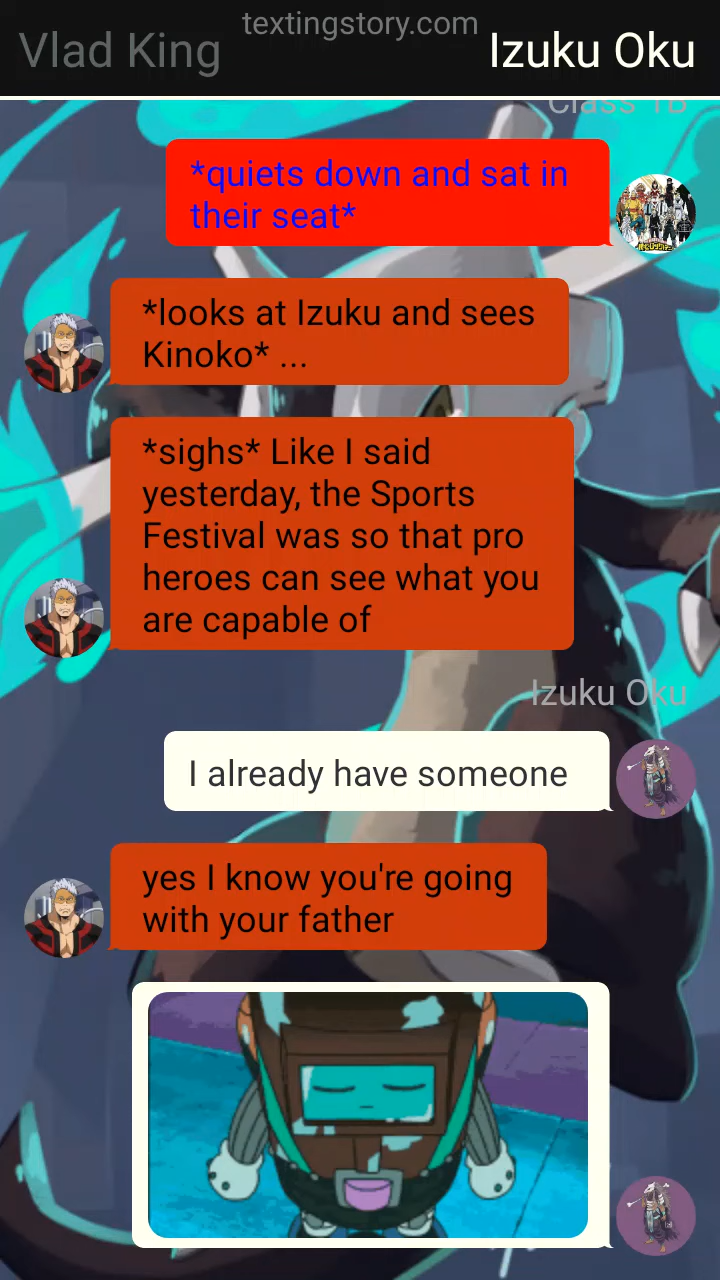 textingstory.com
Vlad King
Izuku Oku
Class 1B
*quiets down and sat in
their seat*
*looks at Izuku and sees
Kinoko* ...
*sighs* Like I said
yesterday, the Sports
Festival was so that pro
heroes can see what you
are capable of
Izuku Oku
I already have someone
yes I know you're going
with your father